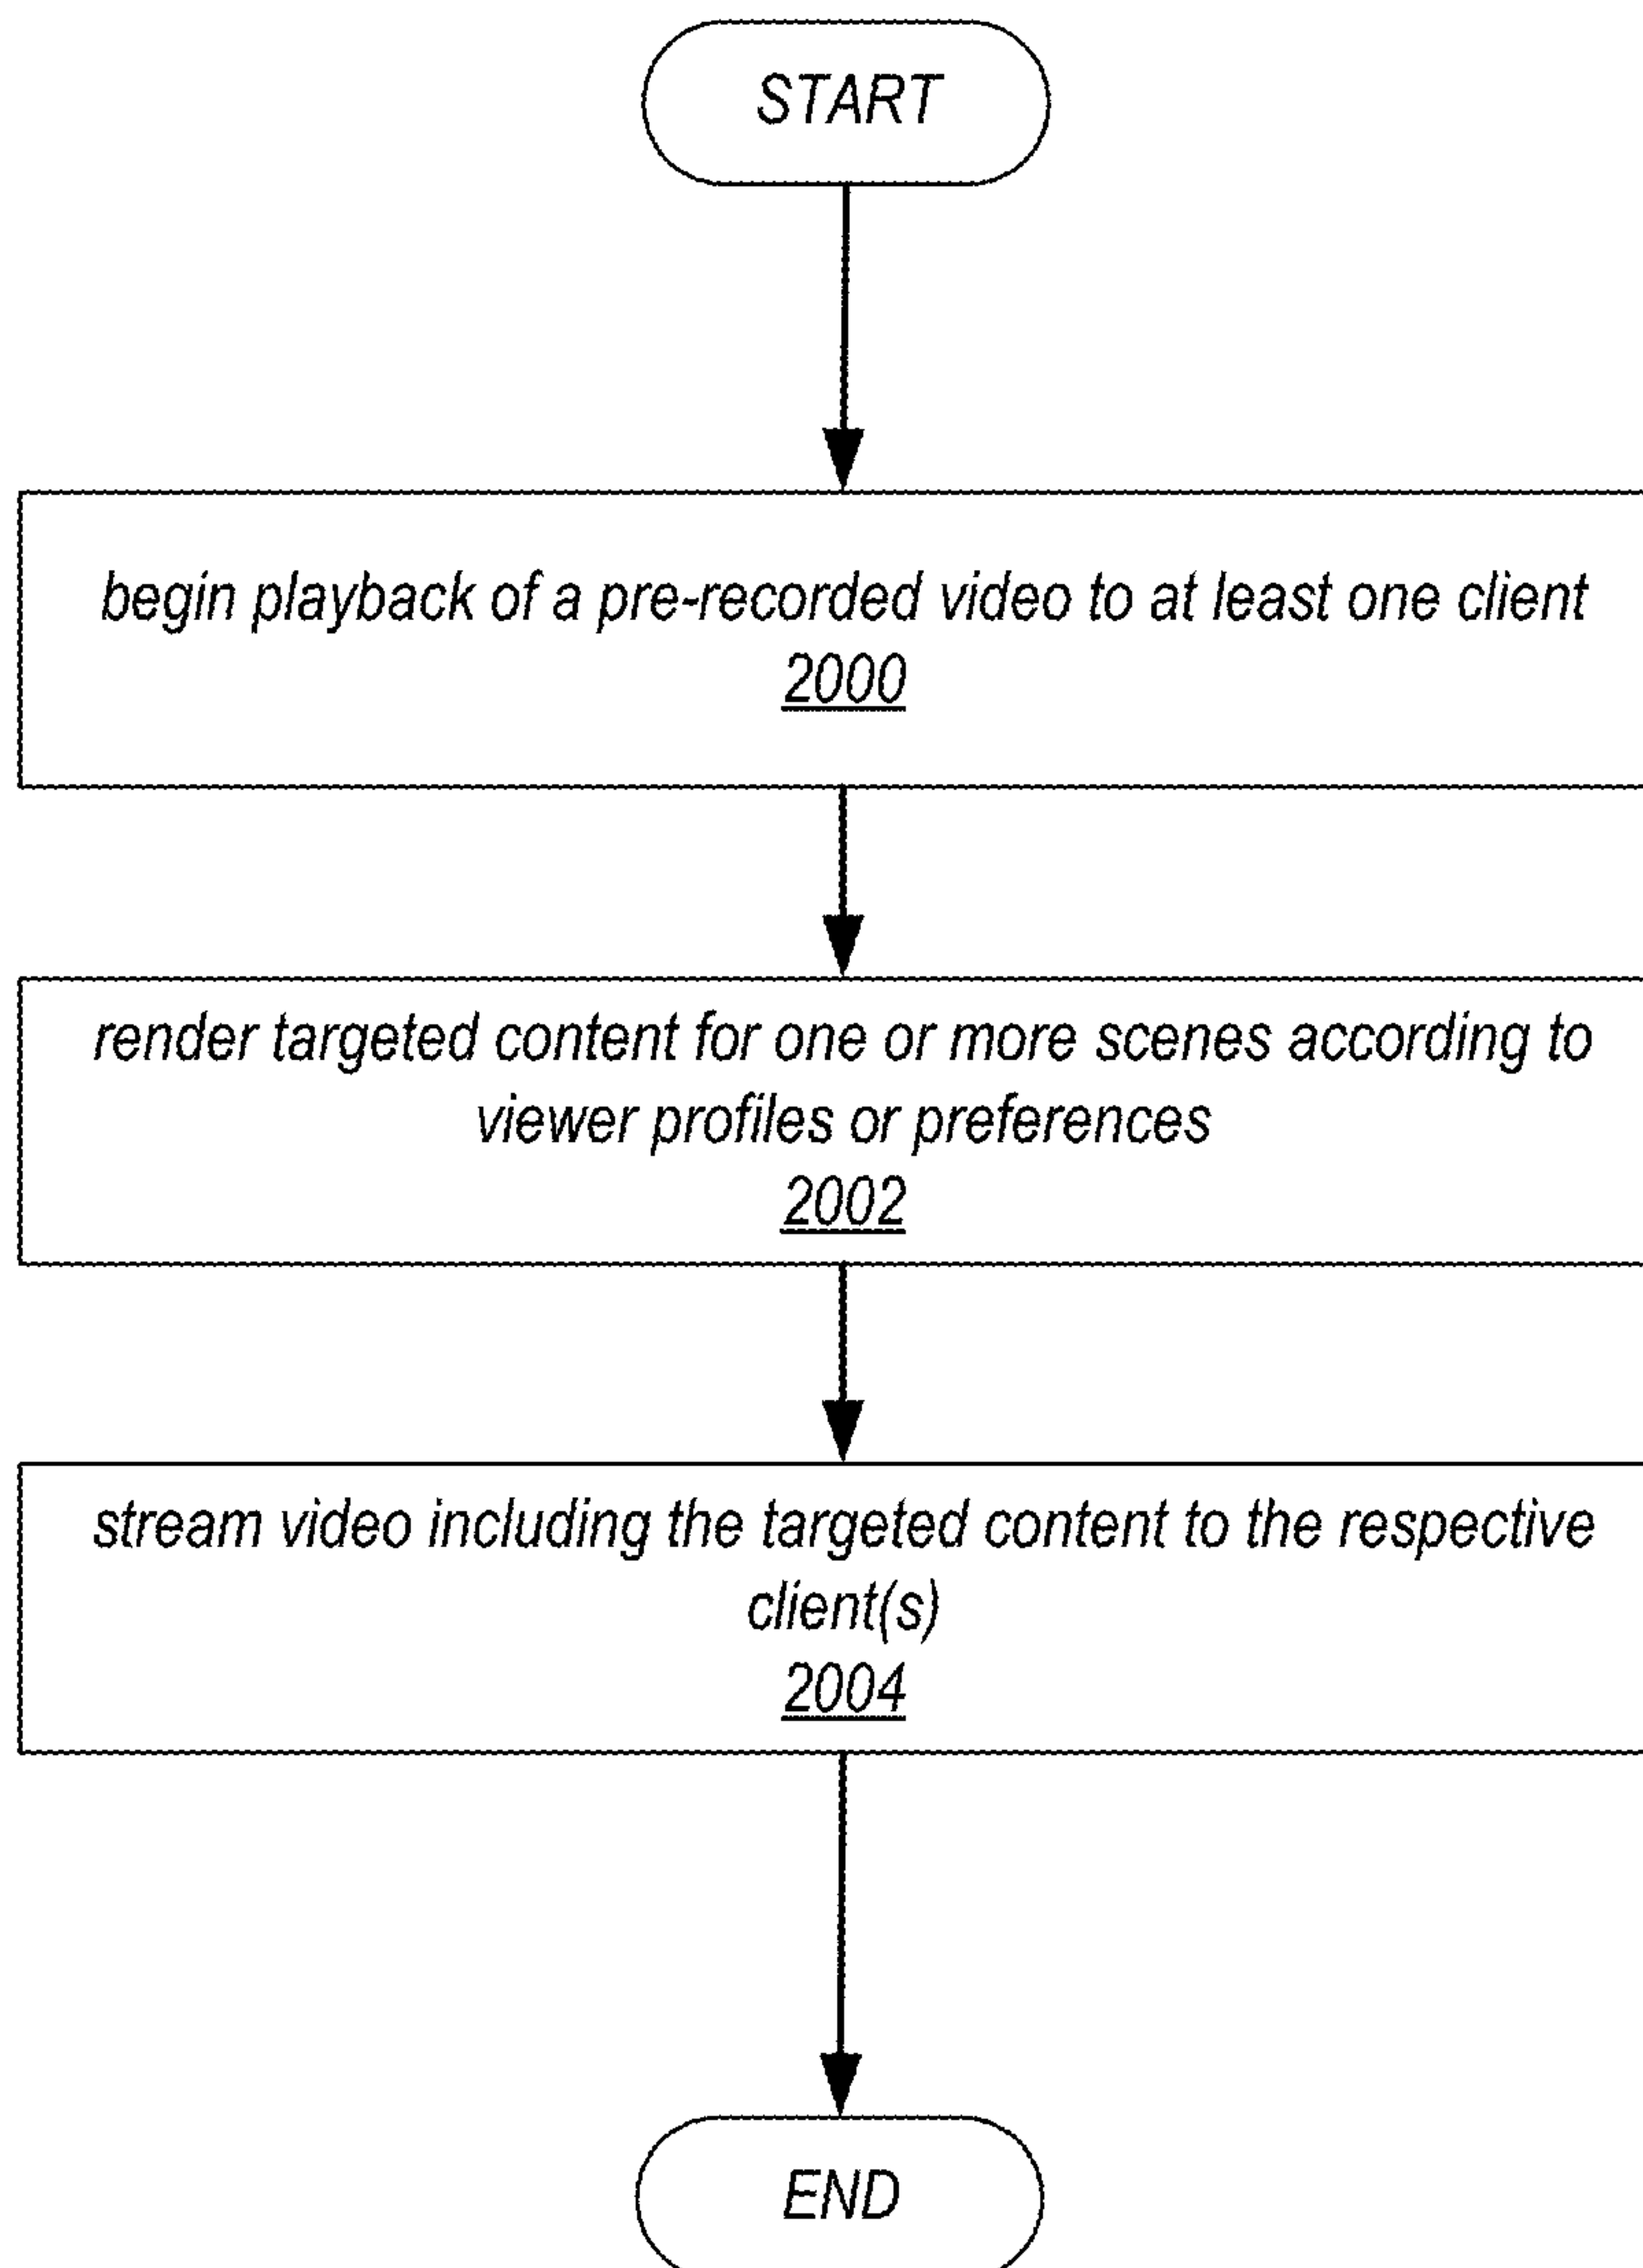 START
begin playback of a pre-recorded video to at least one client
2000
render targeted content for one or more scenes according to
viewer profiles or preferences
2002
stream video including the targeted content to the respective
client(s)
2004
END